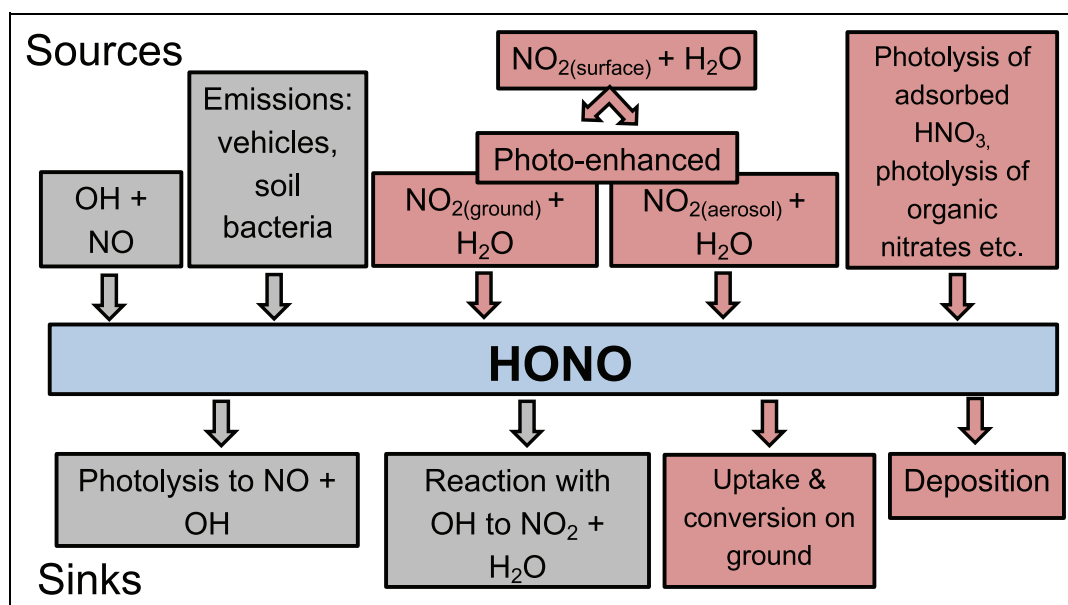 Sources
OH +
NO
Emissions:
vehicles,
soil
bacteria
NO2(surface) + H2O
Photo-enhanced
NO2(ground) +
H2O
NO2(aerosol) +
H2O
Photolysis of
adsorbed
HNO3,
photolysis of
organic
nitrates etc.
HONO
Photolysis to NO +
OH
Reaction with
OH to NO2 +
H2O
Uptake &
conversion on
ground
Deposition
Sinks